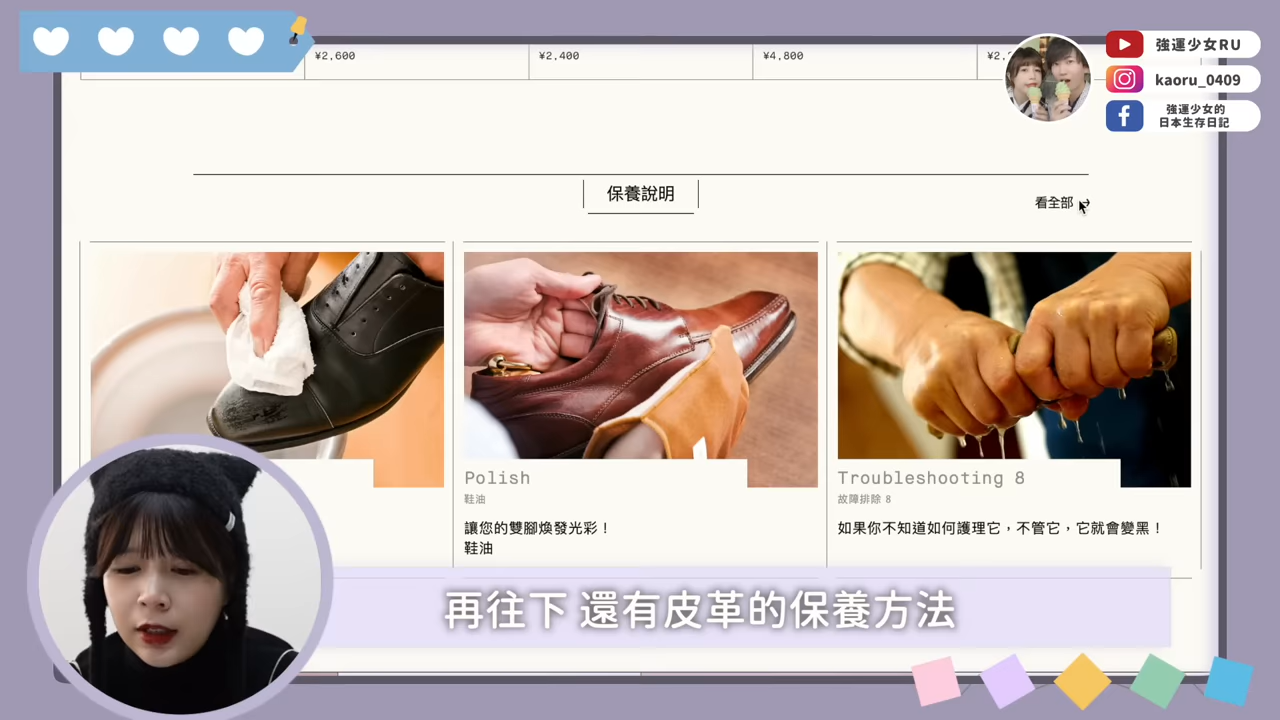 ¥2,600
¥2,400
¥4,800
¥2,
強運少女RU
kaoru_0409
強運少女的
日本生存日記
保養說明
看全部
Polish
鞋油
讓您的雙腳煥發光彩！
鞋油
Troubleshooting 8
故障排除 8
如果你不知道如何護理它，不管它，它就會變黑！
再往下 還有皮革的保養方法